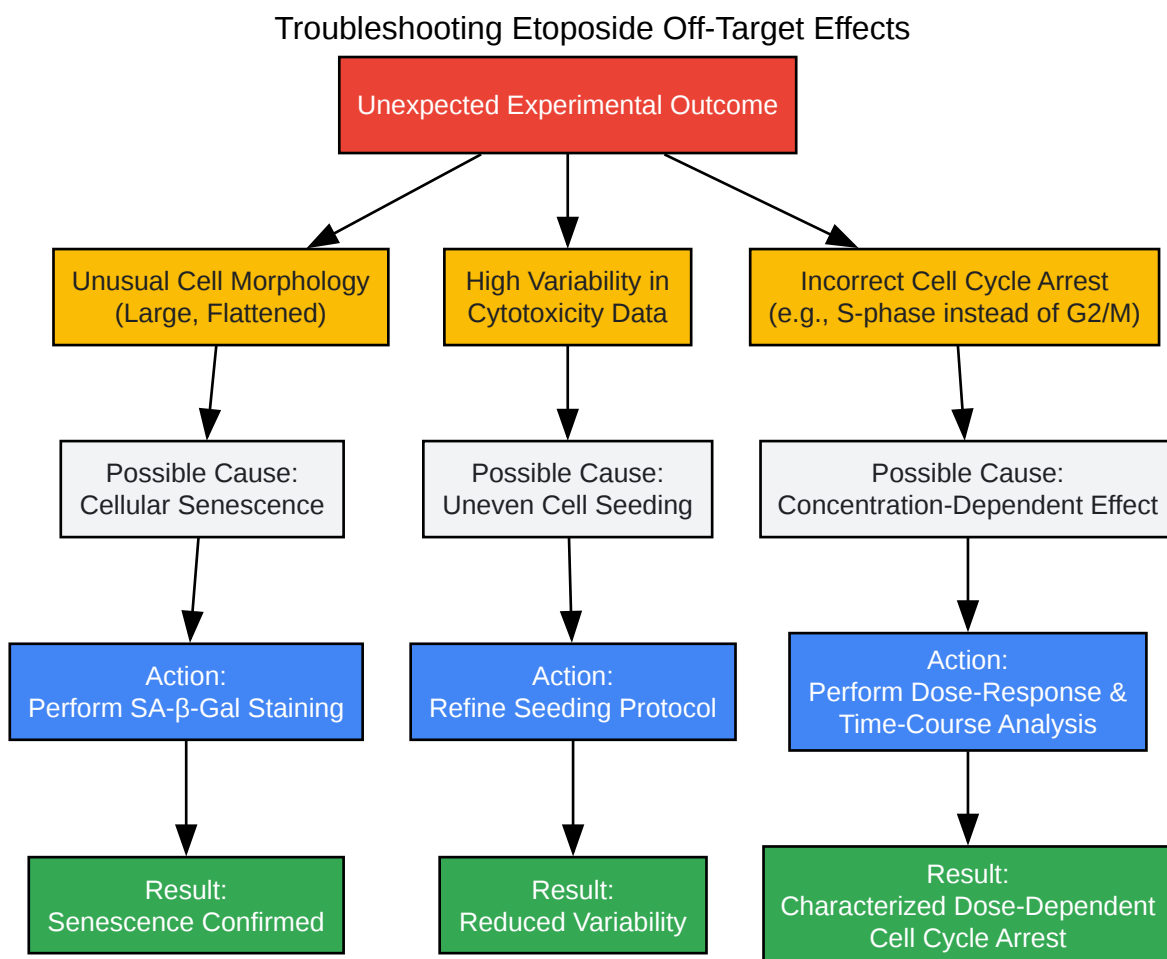 Troubleshooting Etoposide Off-Target Effects
Unexpected Experimental Outcome
Unusual Cell Morphology
(Large, Flattened)
High Variability in
Cytotoxicity Data
Incorrect Cell Cycle Arrest
(e.g., S-phase instead of G2/M)
Possible Cause:
Cellular Senescence
Possible Cause:
Uneven Cell Seeding
Possible Cause:
Concentration-Dependent Effect
Action:
Perform SA-β-Gal Staining
Action:
Refine Seeding Protocol
Action:
Perform Dose-Response &
Time-Course Analysis
Result:
Senescence Confirmed
Result:
Reduced Variability
Result:
Characterized Dose-Dependent
Cell Cycle Arrest